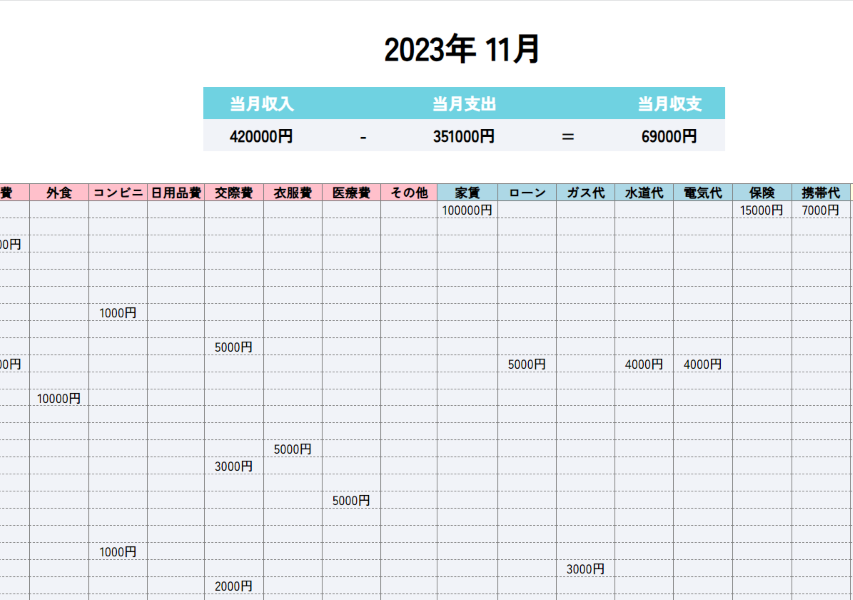 2023年 11月
当月収入 当月支出 当月収支
420000円 - 351000円 = 69000円
費 外食 コンビニ 日用品費 交際費 衣服費 医療費 その他 家賃 ローン ガス代 水道代 電気代 保険 携帯代
100000円 15000円 7000円
00円
1000円
5000円
00円 5000円 4000円 4000円
10000円
5000円
3000円
5000円
1000円
3000円
2000円